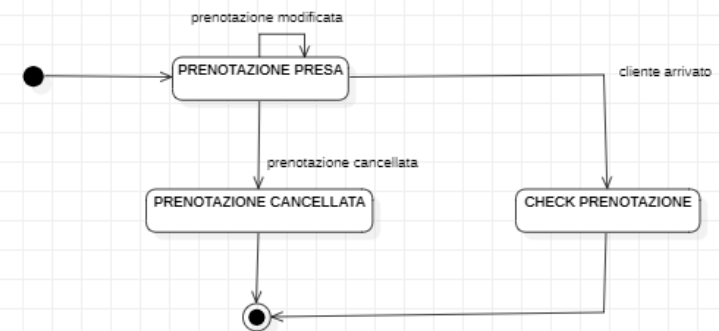 prenotazione modificata
PRENOTAZIONE PRESA
cliente arrivato
prenotazione cancellata
PRENOTAZIONE CANCELLATA
CHECK PRENOTAZIONE